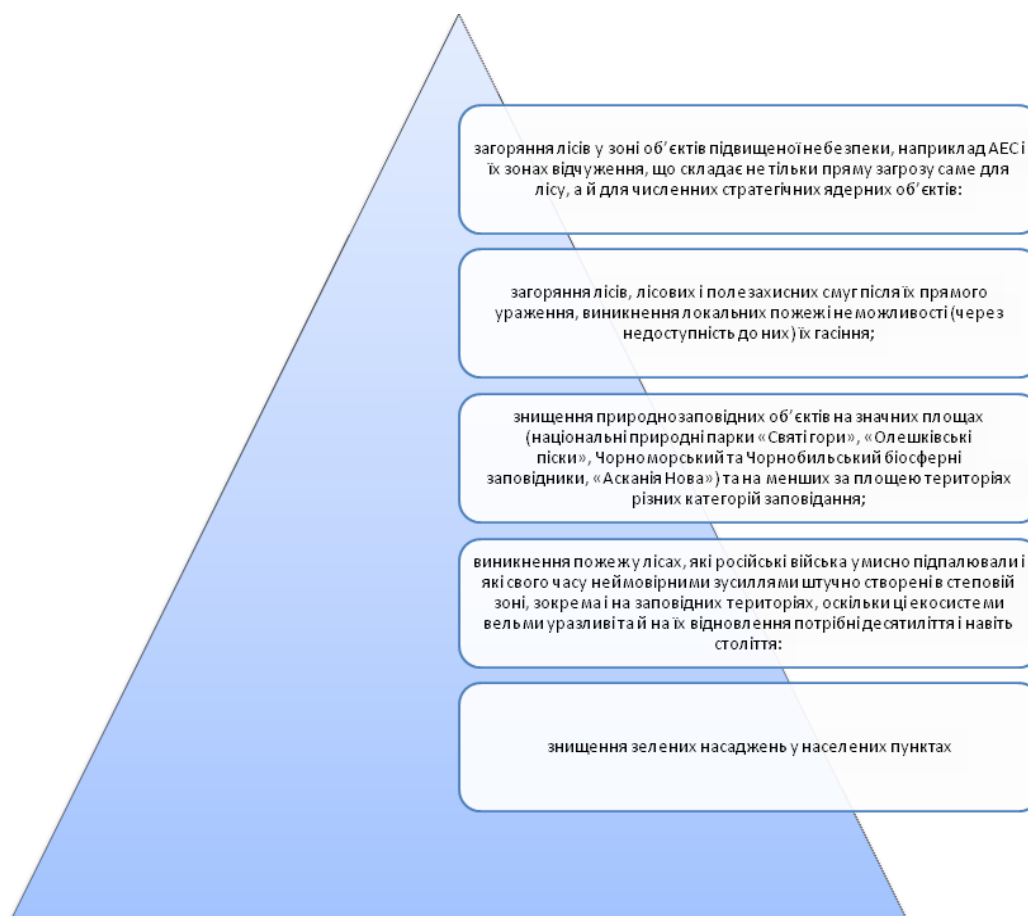 загоряння лісів у зоні об’єктів підвищеної небезпеки, наприклад АЕС і
їх зонах відчуження, що складає не тільки пряму загрозу саме для
лісу, а й для численних стратегічних ядерних об’єктів:
загоряння лісів, лісових і полезахисних смуг після їх прямого
ураження, виникнення локальних пожежі неможливості (через
недоступність до них) їх гасіння;
знищення природнозаповідних об’єктів на значних площах
(національні природні парки «Святі гори», «Олешківські
піски», Чорноморський та Чорнобильський біосферні
заповідники, «Асканія Нова») та на менших за площею територіях
різних категорій заповідання;
виникнення пожеж у лісах, які російські війська умисно підпалювали і
які свого часу неймовірними зусиллями штучно створені в степовій
зоні, зокрема і на заповідних територіях, оскільки ці екосистеми
вельми уразливі та й на їх відновлення потрібні десятиліття і навіть
століття:
знищення зелених насаджень у населених пунктах